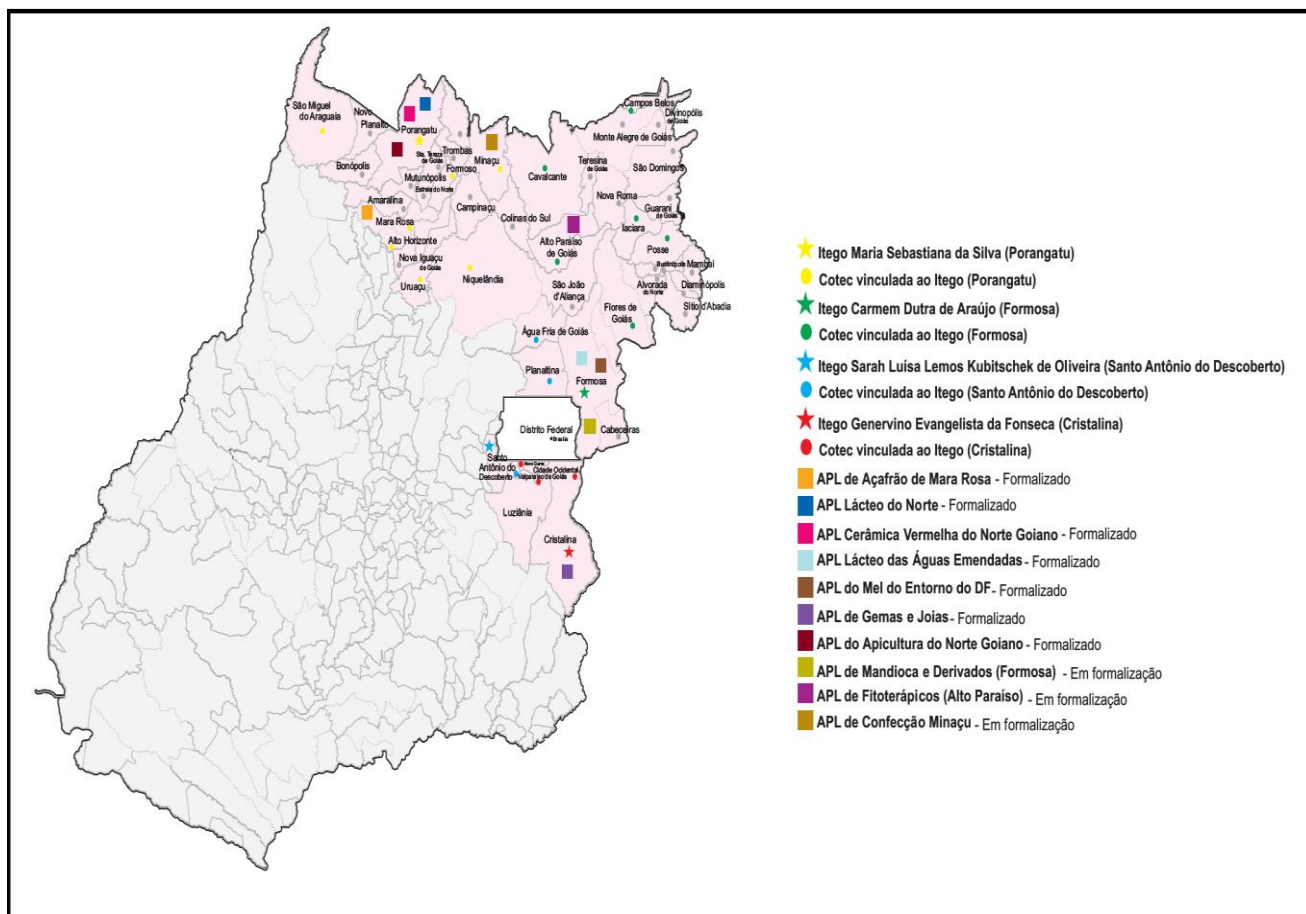 São Miguel
do Araguaia
Novo
Planalto
Porangatu
Sta. Tereza
de Goiás
Trombas
Formoso
Minaçu
Bonópolis
Mutunópolis
Estrela do Norte
Amaralina
Mara Rosa
Campinaçu
Alto Horizonte
Nova Iguaçu
de Goiás
Uruaçu
Niquelândia
Colinas do Sul
Cavalcante
Teresina
de Goiás
Campos Belos
Divinopólis
de Goiás
Monte Alegre de Goiás
São Domingos
Nova Roma
Guarani
de Goiás
Iaciara
Posse
Alto Paraíso
de Goiás
São João
d'Aliança
Buritinópolis
Mambaí
Alvorada
do Norte
Diaminópolis
Sítio d'Abadia
Flores de
Goiás
Água Fria de Goiás
Planaltina
Formosa
Distrito Federal
Brasília
Cabeceiras
Santo
Antônio do
Descoberto
Novo Gama
Cidade Ocidental
Valparaíso de Goiás
Luziânia
Cristalina
Itego Maria Sebastiana da Silva (Porangatu)
Cotec vinculada ao Itego (Porangatu)
Itego Carmem Dutra de Araújo (Formosa)
Cotec vinculada ao Itego (Formosa)
Itego Sarah Luísa Lemos Kubitschek de Oliveira (Santo Antônio do Descoberto)
Cotec vinculada ao Itego (Santo Antônio do Descoberto)
Itego Genervino Evangelista da Fonseca (Cristalina)
Cotec vinculada ao Itego (Cristalina)
APL de Açafrão de Mara Rosa - Formalizado
APL Lácteo do Norte - Formalizado
APL Cerâmica Vermelha do Norte Goiano - Formalizado
APL Lácteo das Águas Emendadas - Formalizado
APL do Mel do Entorno do DF- Formalizado
APL de Gemas e Joias- Formalizado
APL do Apicultura do Norte Goiano - Formalizado
APL de Mandioca e Derivados (Formosa) - Em formalização
APL de Fitoterápicos (Alto Paraíso) - Em formalização
APL de Confecção Minaçu - Em formalização